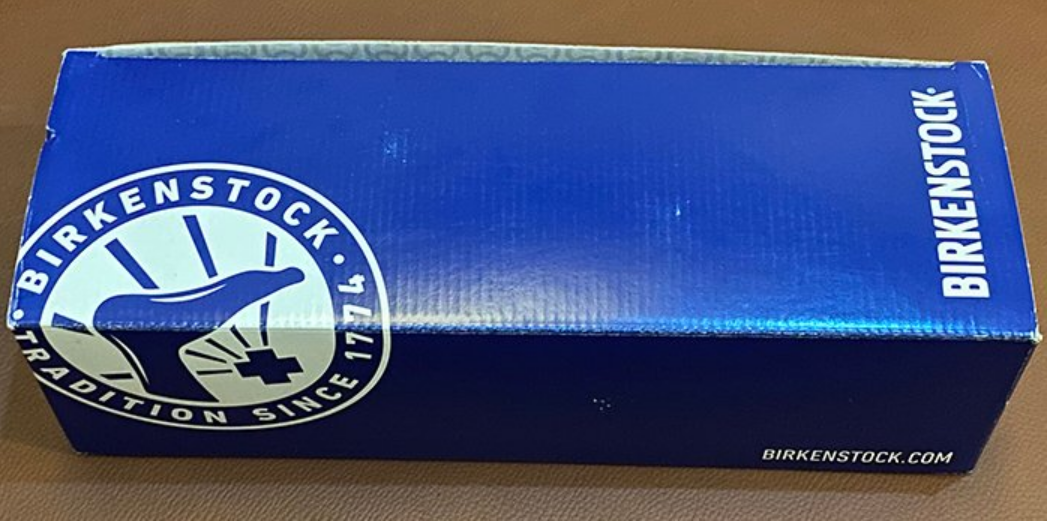 BIRKENSTOCK
· BIRKENSTOCK · 1774
TRADITION SINCE
BIRKENSTOCK.COM